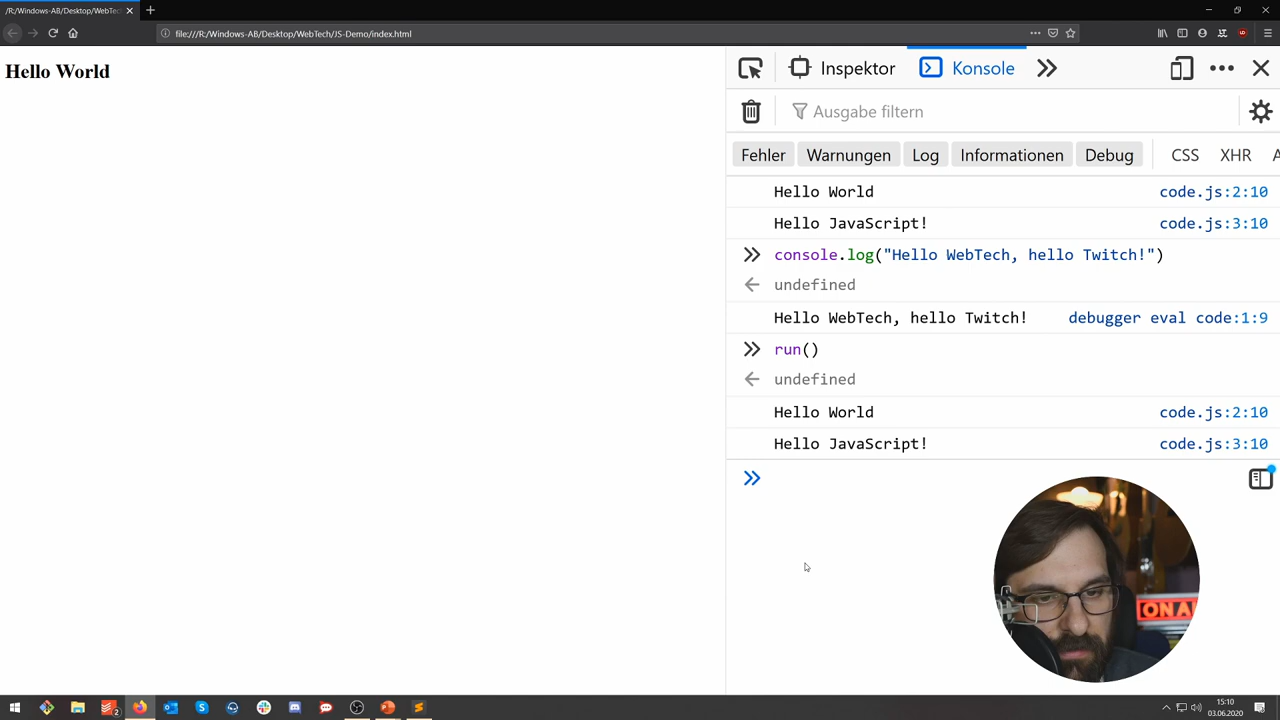 /R:/Windows-AB/Desktop/WebTec
file:///R:/Windows-AB/Desktop/WebTech/JS-Demo/index.html
Hello World
Inspektor
Konsole
Ausgabe filtern
Fehler Warnungen Log Informationen Debug CSS XHR A
Hello World code.js:2:10
Hello JavaScript! code.js:3:10
console.log("Hello WebTech, hello Twitch!")
undefined
Hello WebTech, hello Twitch! debugger eval code:1:9
run()
undefined
Hello World code.js:2:10
Hello JavaScript! code.js:3:10
ON A
2
15:10
03.06.2020